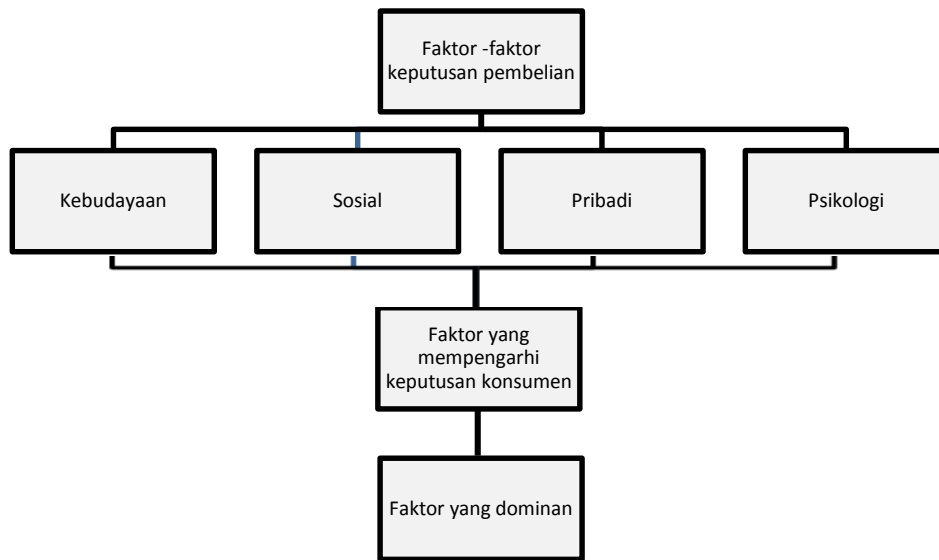 Faktor -faktor
keputusan pembelian
Kebudayaan
Sosial
Pribadi
Psikologi
Faktor yang
mempengarhi
keputusan konsumen
Faktor yang dominan